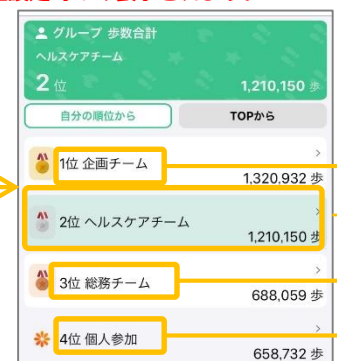 グループ 歩数合計
ヘルスケアチーム
2 位
1,210,150 歩
自分の順位から
TOPから
1位 企画チーム
1,320,932 歩
2位 ヘルスケアチーム
1,210,150 歩
3位 総務チーム
688,059 歩
4位 個人参加
658,732 歩